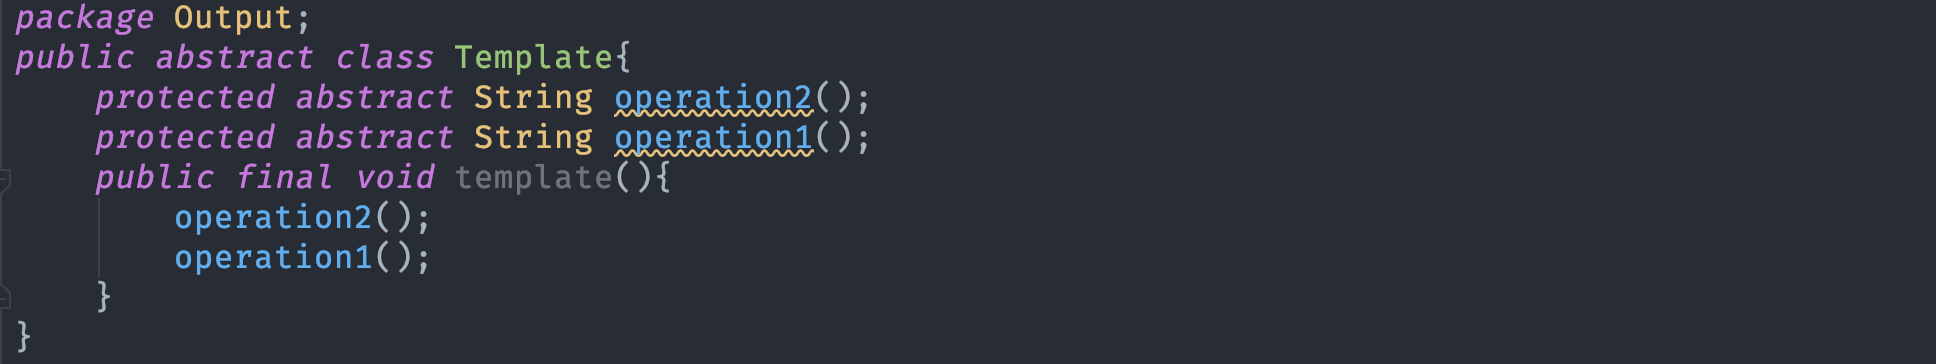 package Output;
public abstract class Template{
    protected abstract String operation2();
    protected abstract String operation1();
    public final void template(){
        operation2();
        operation1();
    }
}